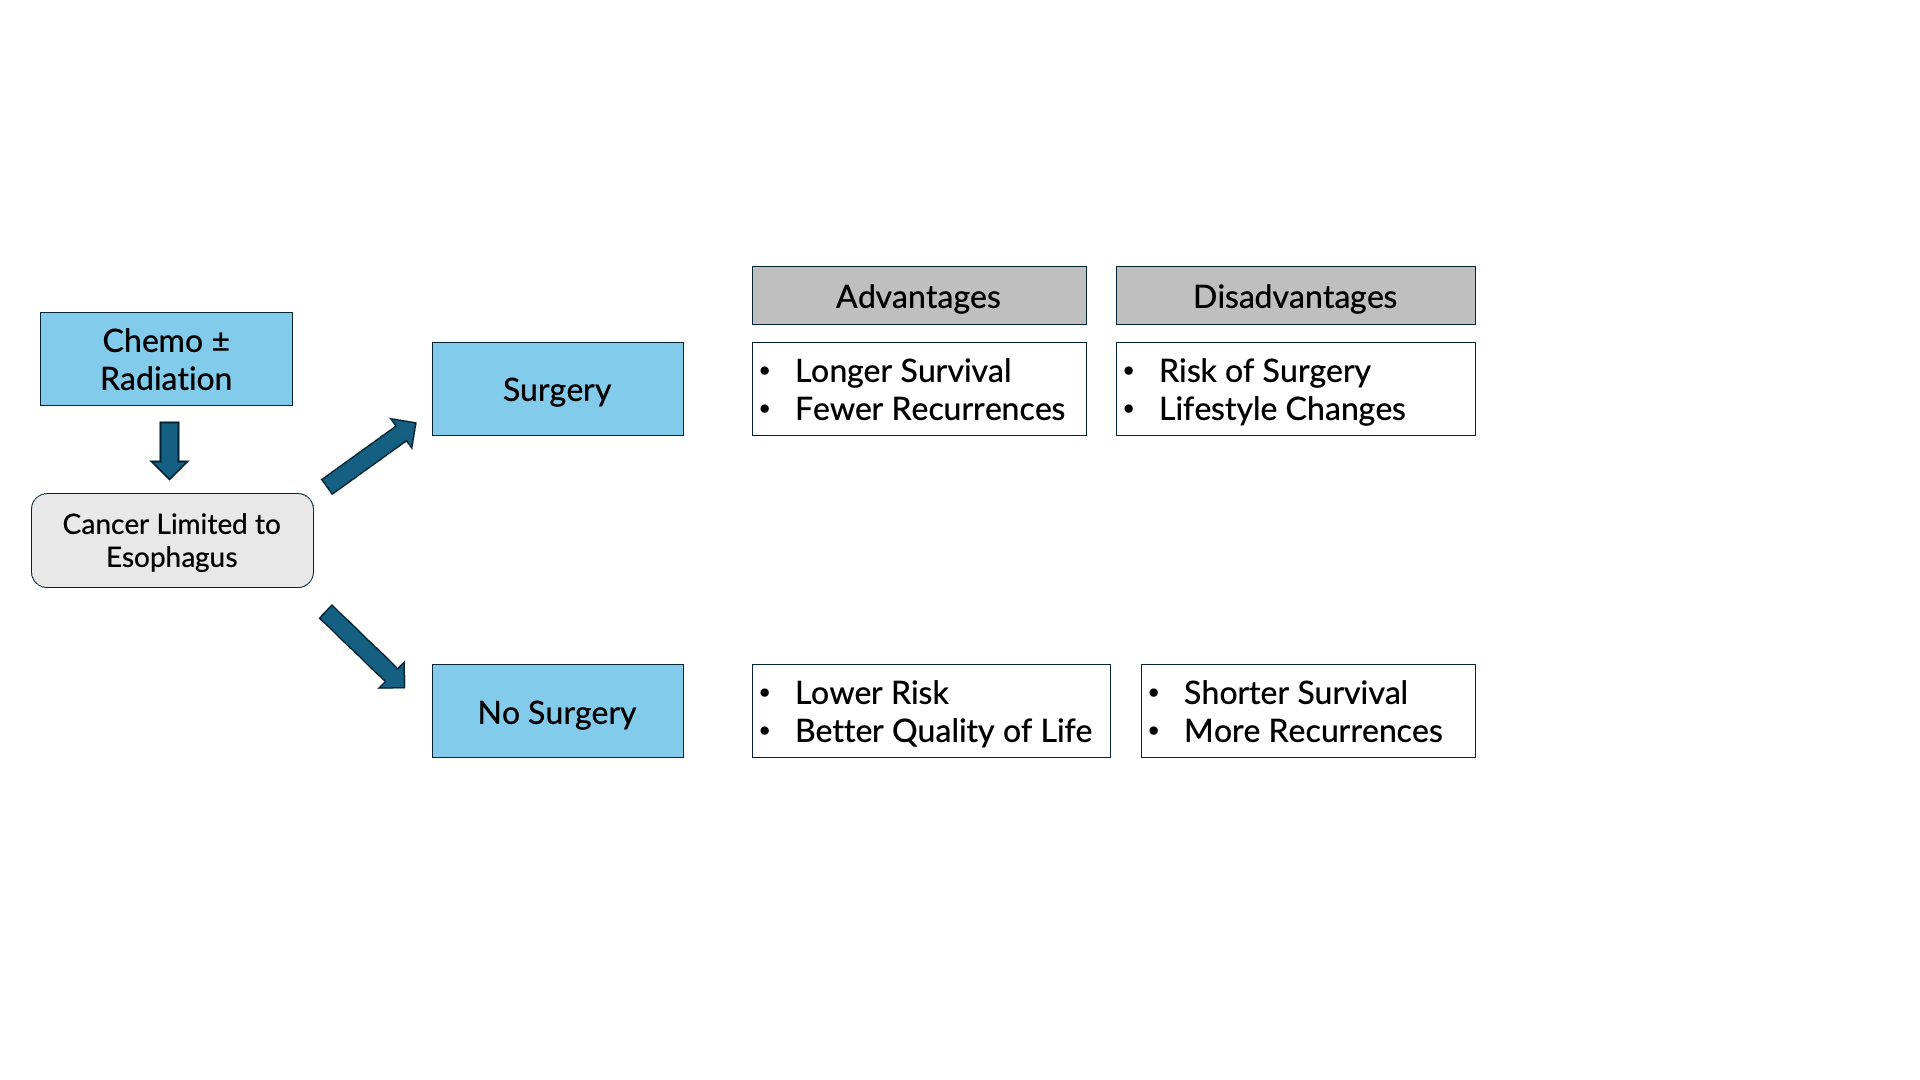 Chemo ±
Radiation
Cancer Limited to
Esophagus
Surgery
No Surgery
Advantages
Disadvantages
• Longer Survival
• Fewer Recurrences
• Risk of Surgery
• Lifestyle Changes
• Lower Risk
• Better Quality of Life
• Shorter Survival
• More Recurrences